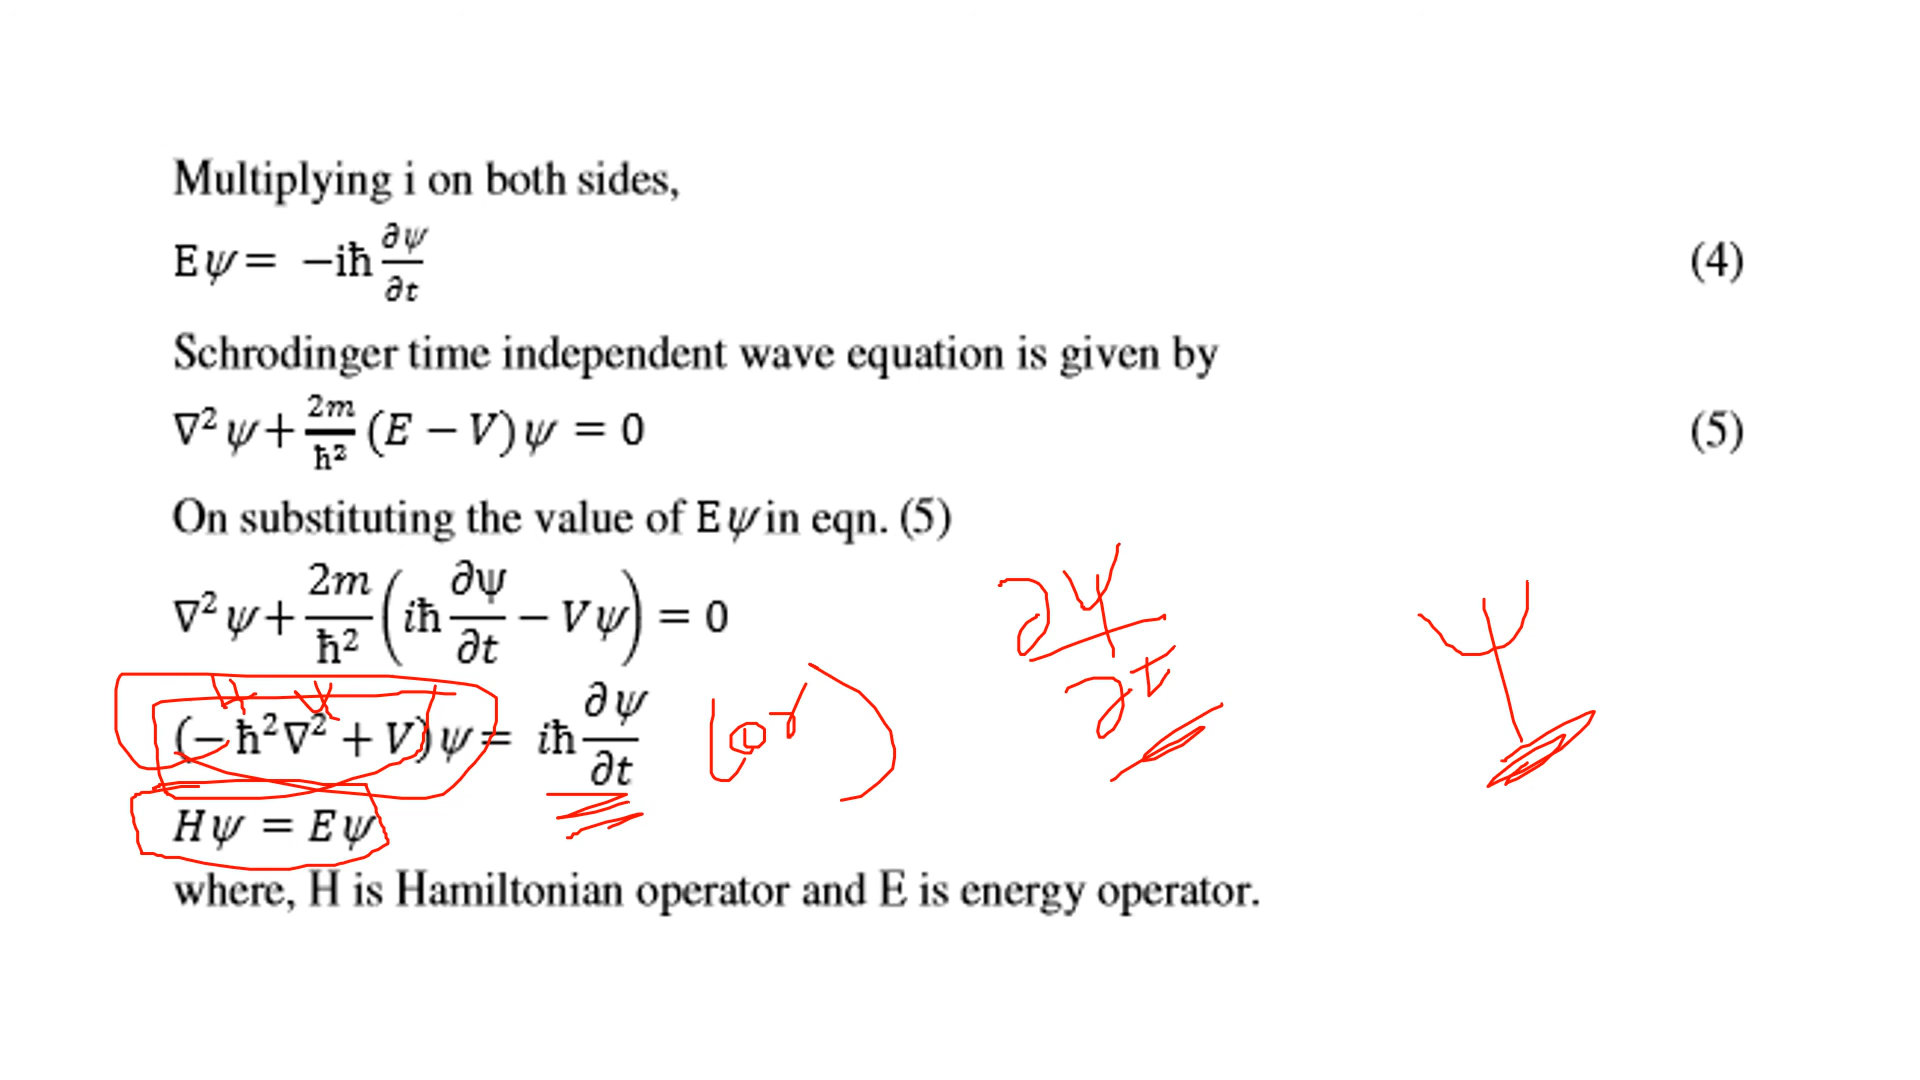 Multiplying i on both sides,
Eψ = −iħ ∂ψ/∂t (4)
Schrodinger time independent wave equation is given by
∇²ψ + 2m/ħ² (E − V)ψ = 0 (5)
On substituting the value of Eψ in eqn. (5)
∇²ψ + 2m/ħ² (iħ ∂ψ/∂t − Vψ) = 0
∂ψ/∂t ψ
H ψ
(−ħ²∇² + V)ψ = iħ ∂ψ/∂t
Hψ = Eψ
where, H is Hamiltonian operator and E is energy operator.